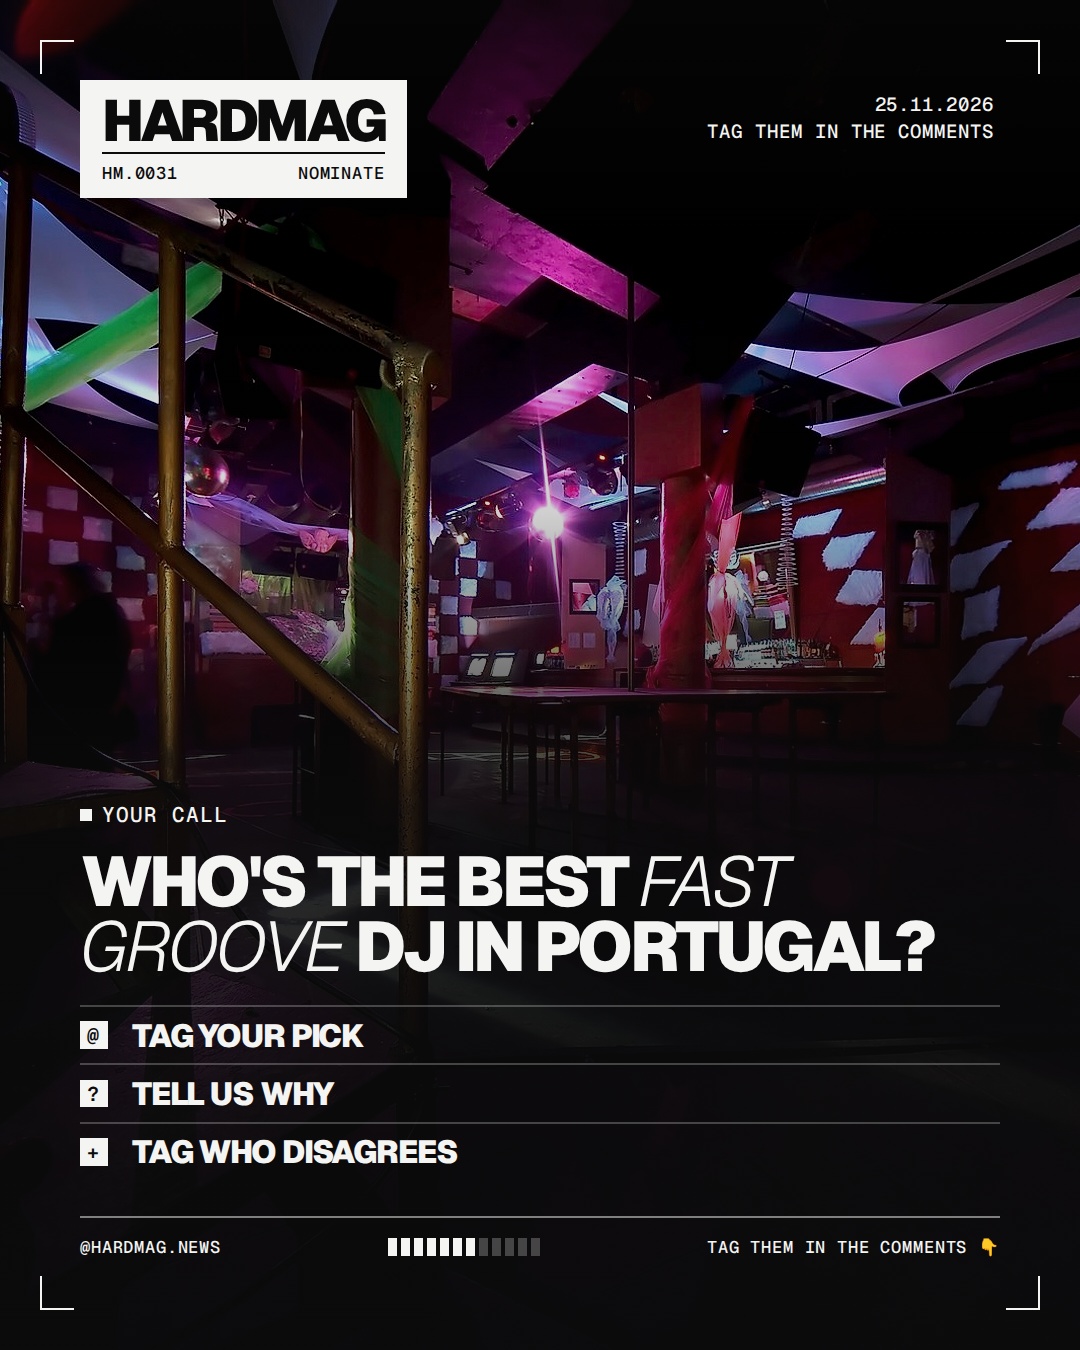 HARDMAG
HM.0031 NOMINATE
25.11.2026
TAG THEM IN THE COMMENTS
YOUR CALL
WHO'S THE BEST FAST
GROOVE DJ IN PORTUGAL?
@ TAG YOUR PICK
? TELL US WHY
+ TAG WHO DISAGREES
@HARDMAG.NEWS
TAG THEM IN THE COMMENTS 👇